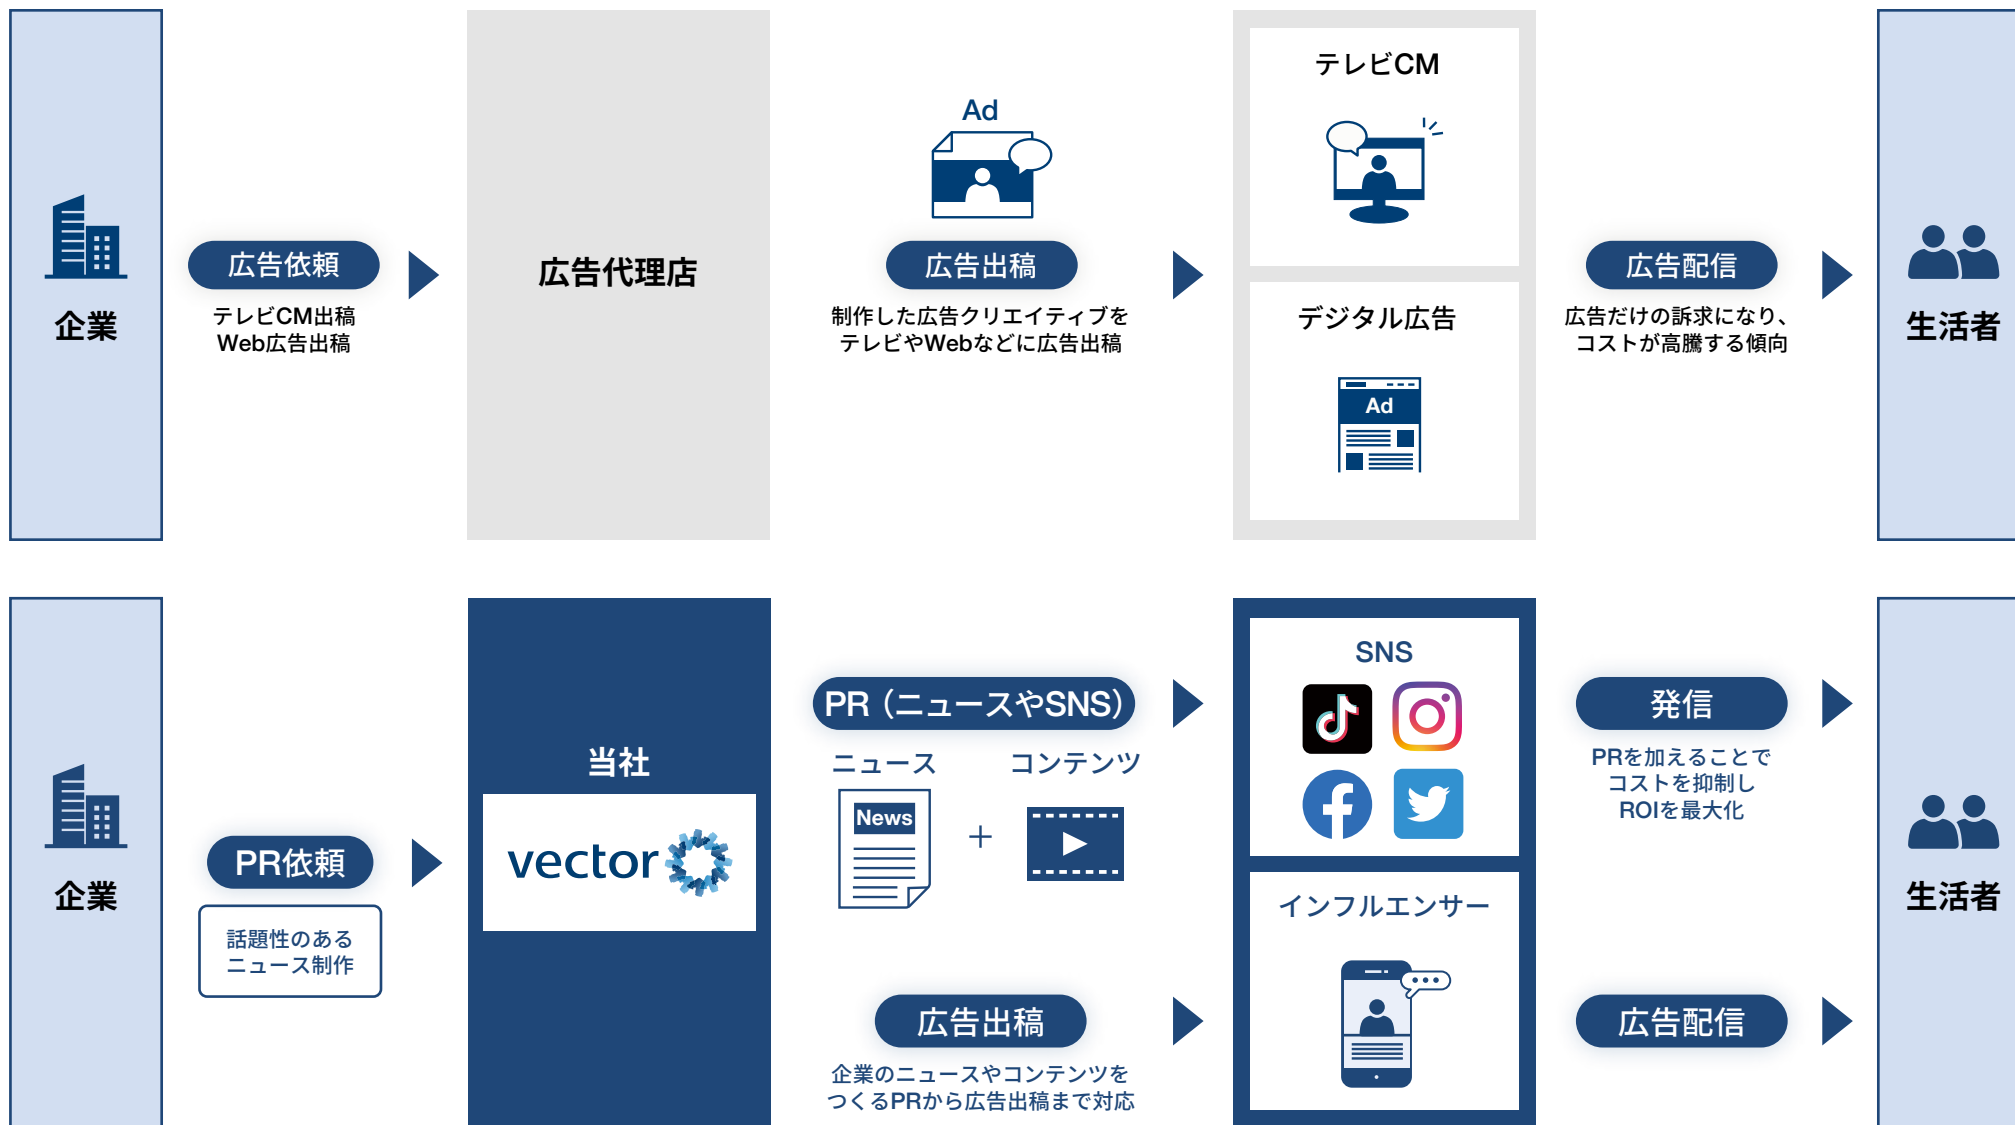 企業
広告依頼
テレビCM出稿
Web広告出稿
広告代理店
Ad
広告出稿
制作した広告クリエイティブを
テレビやWebなどに広告出稿
テレビCM
デジタル広告
Ad
広告配信
広告だけの訴求になり、
コストが高騰する傾向
生活者
企業
PR依頼
話題性のある
ニュース制作
当社
vector
PR（ニュースやSNS）
ニュース
News
+
コンテンツ
広告出稿
企業のニュースやコンテンツを
つくるPRから広告出稿まで対応
SNS
インフルエンサー
発信
PRを加えることで
コストを抑制し
ROIを最大化
広告配信
生活者